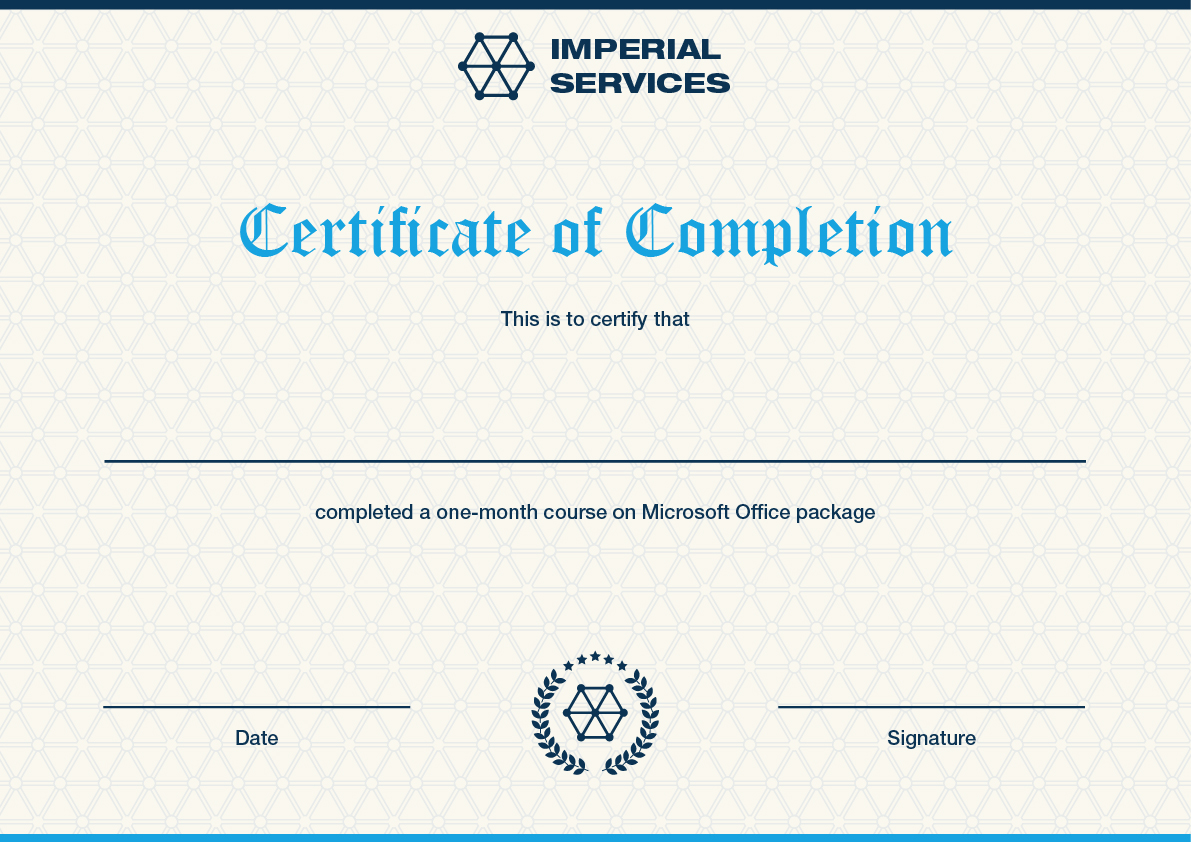 IMPERIAL
SERVICES
Certificate of Completion
This is to certify that
completed a one-month course on Microsoft Office package
Date
Signature